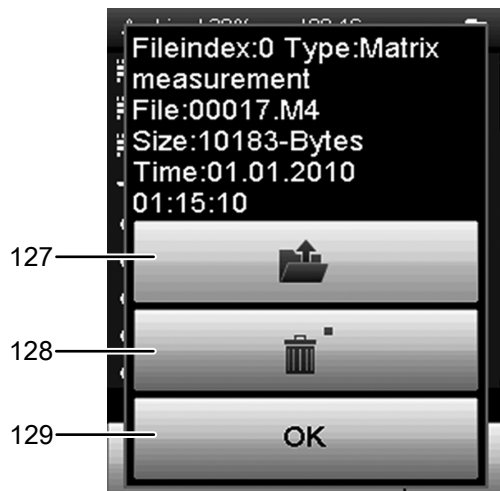 Fileindex:0 Type:Matrix
measurement
File:00017.M4
Size:10183-Bytes
Time:01.01.2010
01:15:10
127
128
129 OK